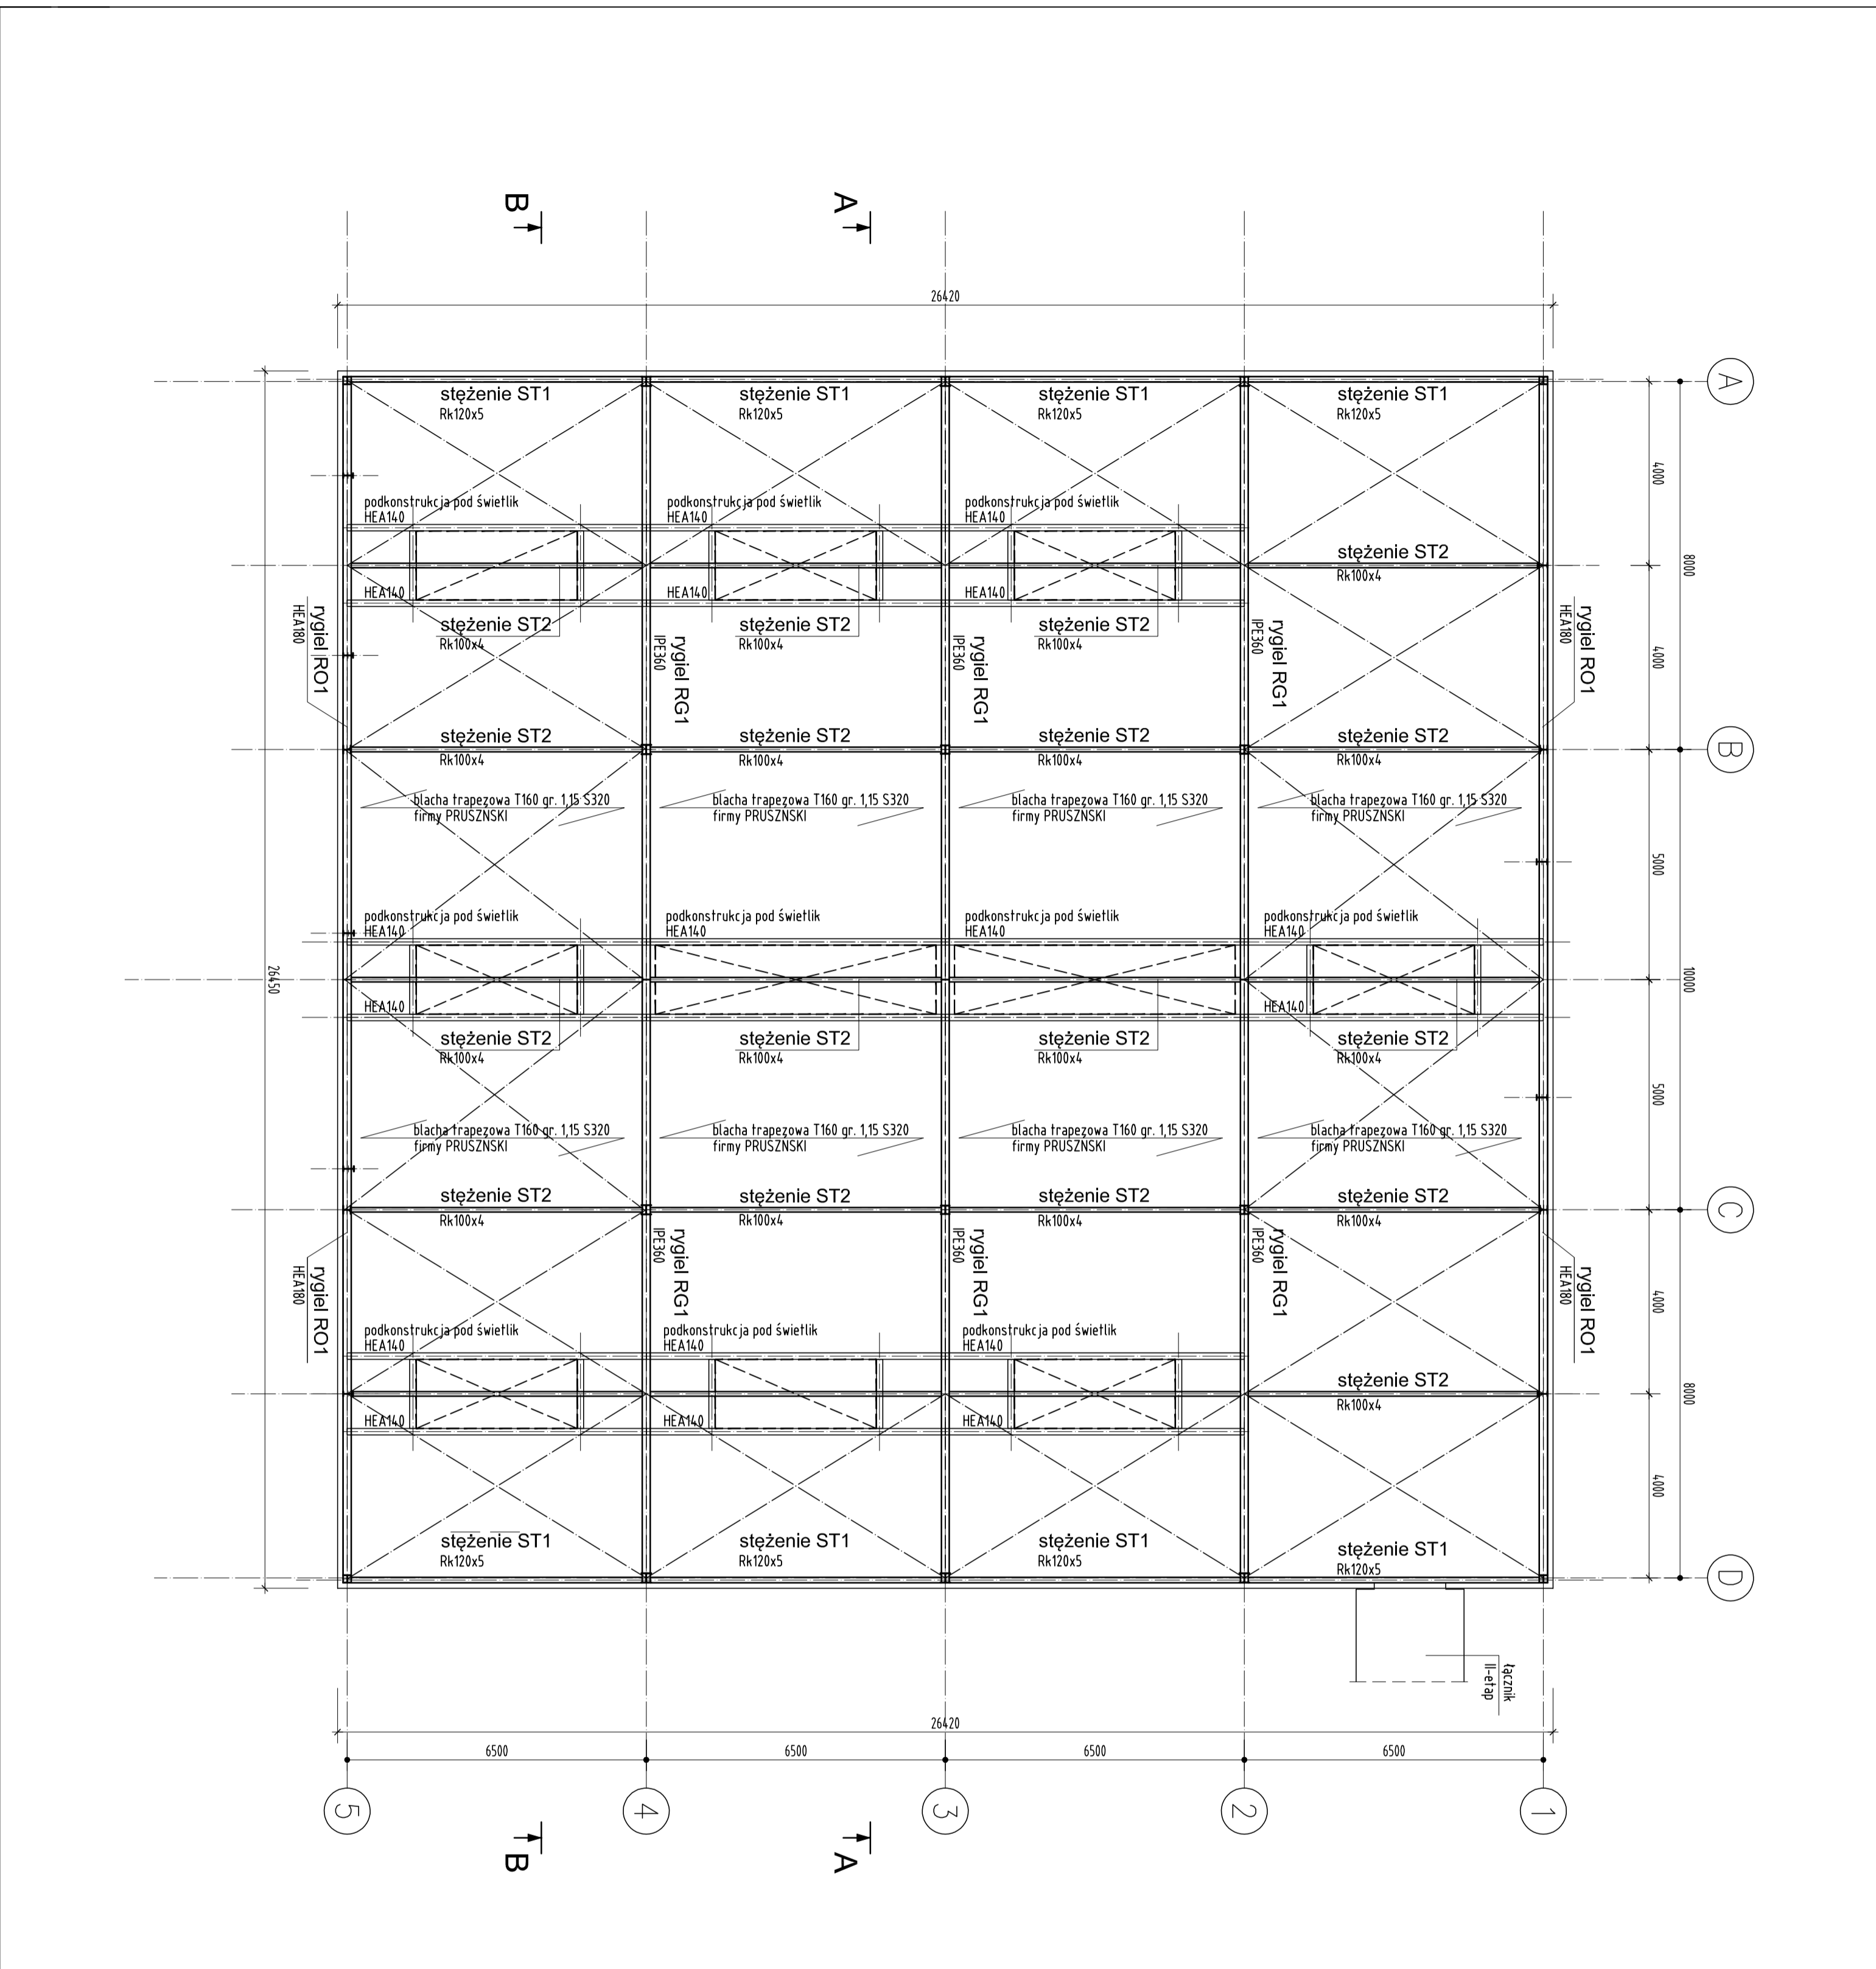 B
A
26420
A
stężenie ST1
Rk120x5
stężenie ST1
Rk120x5
stężenie ST1
Rk120x5
stężenie ST1
Rk120x5
4000
podkonstrukcja pod świetlik
HEA140
podkonstrukcja pod świetlik
HEA140
podkonstrukcja pod świetlik
HEA140
stężenie ST2
Rk100x4
8000
HEA140
HEA140
HEA140
stężenie ST2
Rk100x4
stężenie ST2
Rk100x4
stężenie ST2
Rk100x4
rygiel RO1
HEA180
rygiel RG1
IPE360
rygiel RG1
IPE360
rygiel RG1
IPE360
rygiel RO1
HEA180
4000
stężenie ST2
Rk100x4
stężenie ST2
Rk100x4
stężenie ST2
Rk100x4
stężenie ST2
Rk100x4
B
blacha trapezowa T160 gr. 1,15 S320
firmy PRUSZNSKI
blacha trapezowa T160 gr. 1,15 S320
firmy PRUSZNSKI
blacha trapezowa T160 gr. 1,15 S320
firmy PRUSZNSKI
blacha trapezowa T160 gr. 1,15 S320
firmy PRUSZNSKI
5000
podkonstrukcja pod świetlik
HEA140
podkonstrukcja pod świetlik
HEA140
podkonstrukcja pod świetlik
HEA140
podkonstrukcja pod świetlik
HEA140
26450
10000
HEA140
HEA140
stężenie ST2
Rk100x4
stężenie ST2
Rk100x4
stężenie ST2
Rk100x4
stężenie ST2
Rk100x4
5000
blacha trapezowa T160 gr. 1,15 S320
firmy PRUSZNSKI
blacha trapezowa T160 gr. 1,15 S320
firmy PRUSZNSKI
blacha trapezowa T160 gr. 1,15 S320
firmy PRUSZNSKI
blacha trapezowa T160 gr. 1,15 S320
firmy PRUSZNSKI
stężenie ST2
Rk100x4
stężenie ST2
Rk100x4
stężenie ST2
Rk100x4
stężenie ST2
Rk100x4
C
rygiel RO1
HEA180
rygiel RG1
IPE360
rygiel RG1
IPE360
rygiel RG1
IPE360
rygiel RO1
HEA180
4000
podkonstrukcja pod świetlik
HEA140
podkonstrukcja pod świetlik
HEA140
podkonstrukcja pod świetlik
HEA140
stężenie ST2
Rk100x4
8000
HEA140
HEA140
HEA140
4000
stężenie ST1
Rk120x5
stężenie ST1
Rk120x5
stężenie ST1
Rk120x5
stężenie ST1
Rk120x5
D
łącznik
II-etap
26420
6500
6500
6500
6500
5
4
3
2
1
B
A